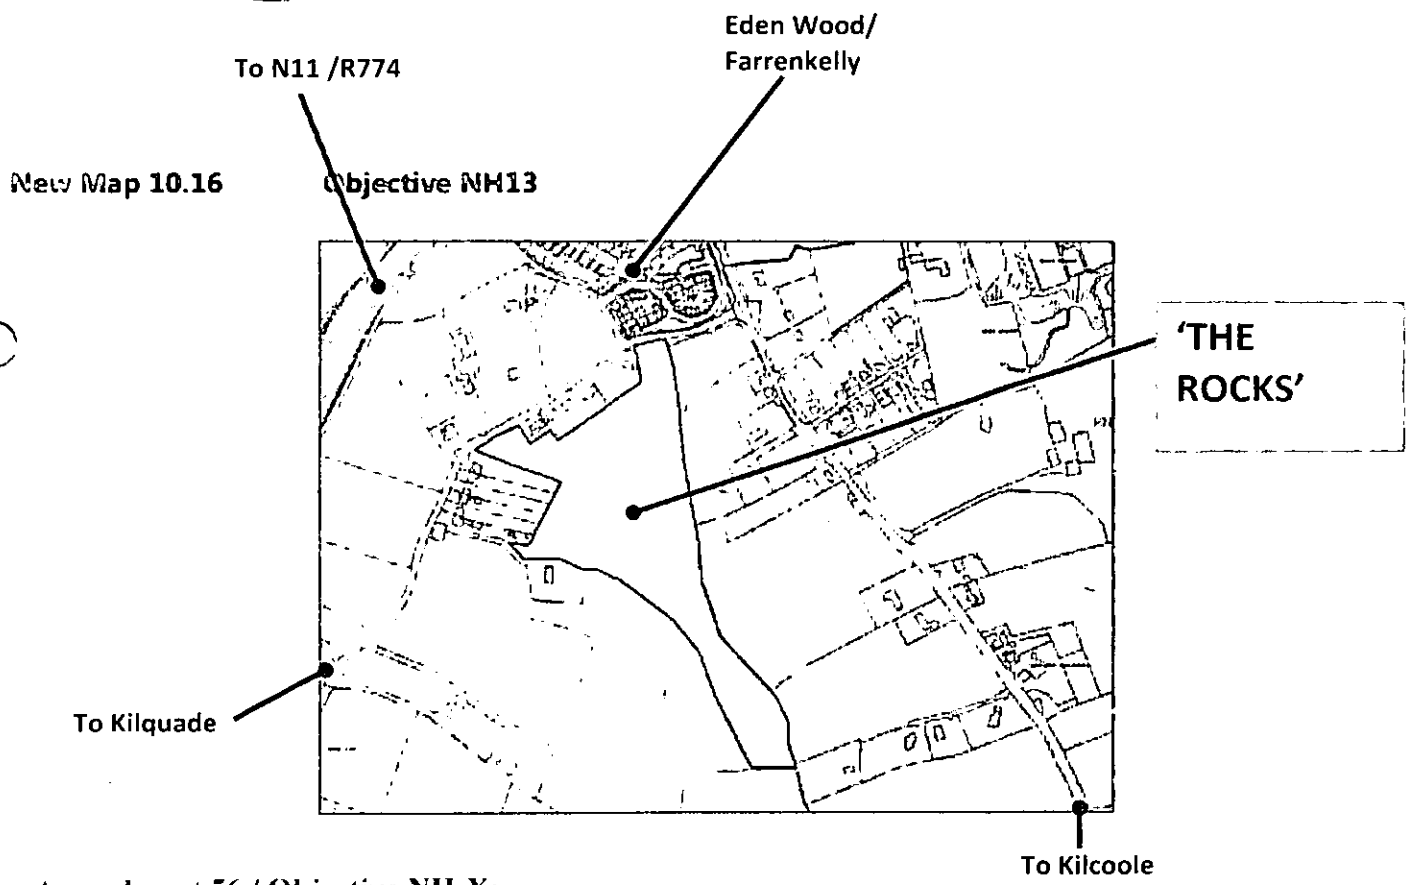 Eden Wood/
Farrenkelly
To N11 /R774
New Map 10.16 Objective NH13
‘THE
ROCKS’
To Kilquade
To Kilcoole